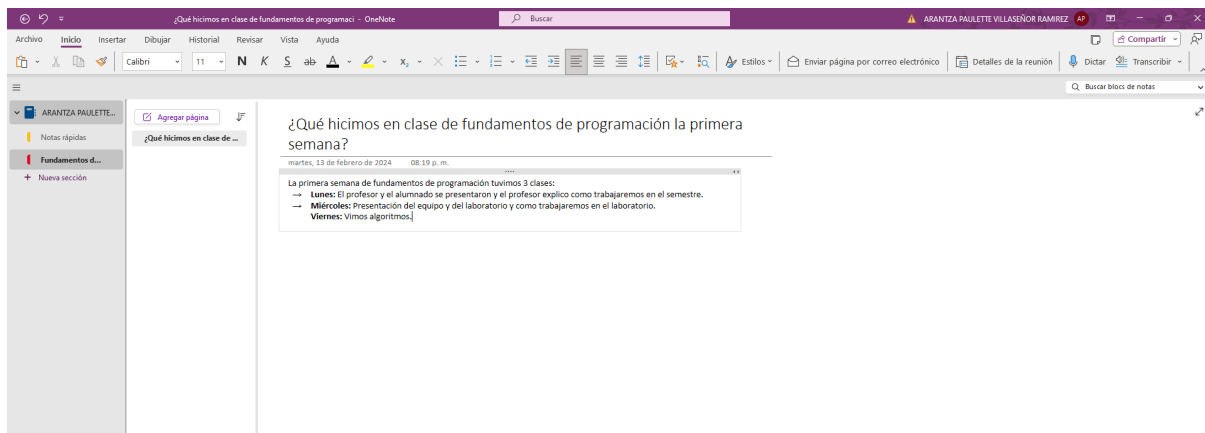 ¿Qué hicimos en clase de fundamentos de programaci - OneNote
Buscar
ARANTZA PAULETTE VILLASEÑOR RAMIREZ AP
Archivo Inicio Insertar Dibujar Historial Revisar Vista Ayuda
Compartir
Calibri 11 N K S ab A x₂ Estilos Enviar página por correo electrónico Detalles de la reunión Dictar Transcribir
Buscar blocs de notas
ARANTZA PAULETTE...
Notas rápidas
Fundamentos d...
+ Nueva sección
Agregar página
¿Qué hicimos en clase de ...
¿Qué hicimos en clase de fundamentos de programación la primera
semana?
martes, 13 de febrero de 2024 08:19 p. m.
La primera semana de fundamentos de programación tuvimos 3 clases:
→ Lunes: El profesor y el alumnado se presentaron y el profesor explico como trabajaremos en el semestre.
→ Miércoles: Presentación del equipo y del laboratorio y como trabajaremos en el laboratorio.
Viernes: Vimos algoritmos.